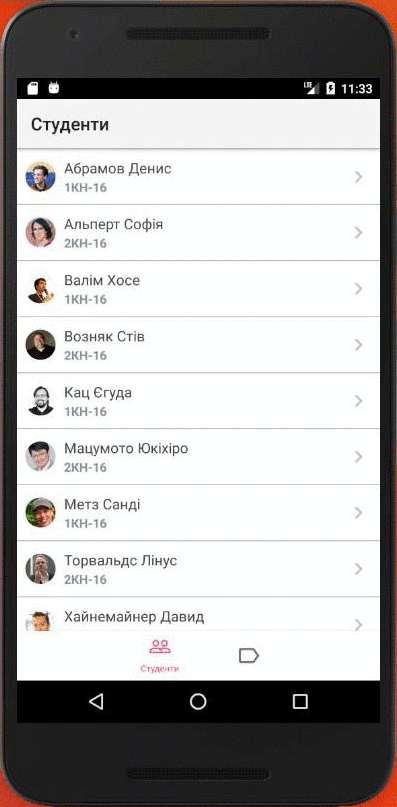 LTE 11:33
Студенти
Абрамов Денис
1КН-16
Альперт Софія
2КН-16
Валім Хосе
1КН-16
Возняк Стів
2КН-16
Кац Єгуда
1КН-16
Мацумото Юкіхіро
2КН-16
Метз Санді
1КН-16
Торвальдс Лінус
2КН-16
Хайнемайнер Давид
Студенти